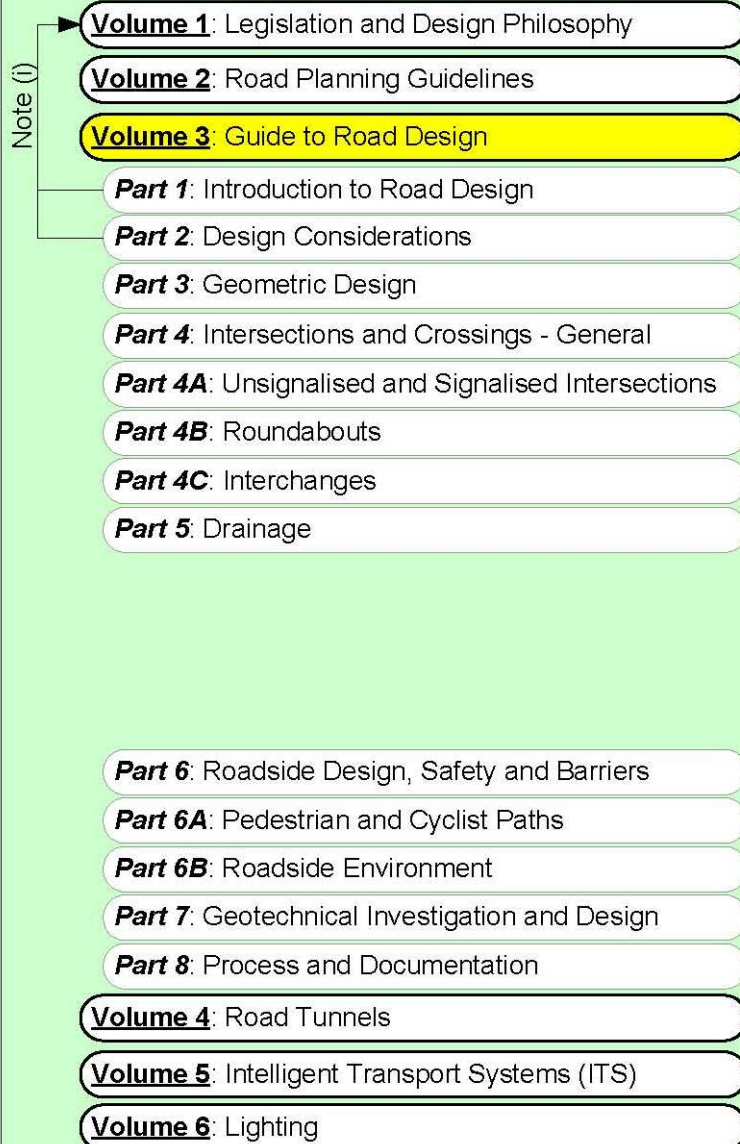 Note (i)
Volume 1: Legislation and Design Philosophy
Volume 2: Road Planning Guidelines
Volume 3: Guide to Road Design
Part 1: Introduction to Road Design
Part 2: Design Considerations
Part 3: Geometric Design
Part 4: Intersections and Crossings - General
Part 4A: Unsignalised and Signalised Intersections
Part 4B: Roundabouts
Part 4C: Interchanges
Part 5: Drainage
Part 6: Roadside Design, Safety and Barriers
Part 6A: Pedestrian and Cyclist Paths
Part 6B: Roadside Environment
Part 7: Geotechnical Investigation and Design
Part 8: Process and Documentation
Volume 4: Road Tunnels
Volume 5: Intelligent Transport Systems (ITS)
Volume 6: Lighting